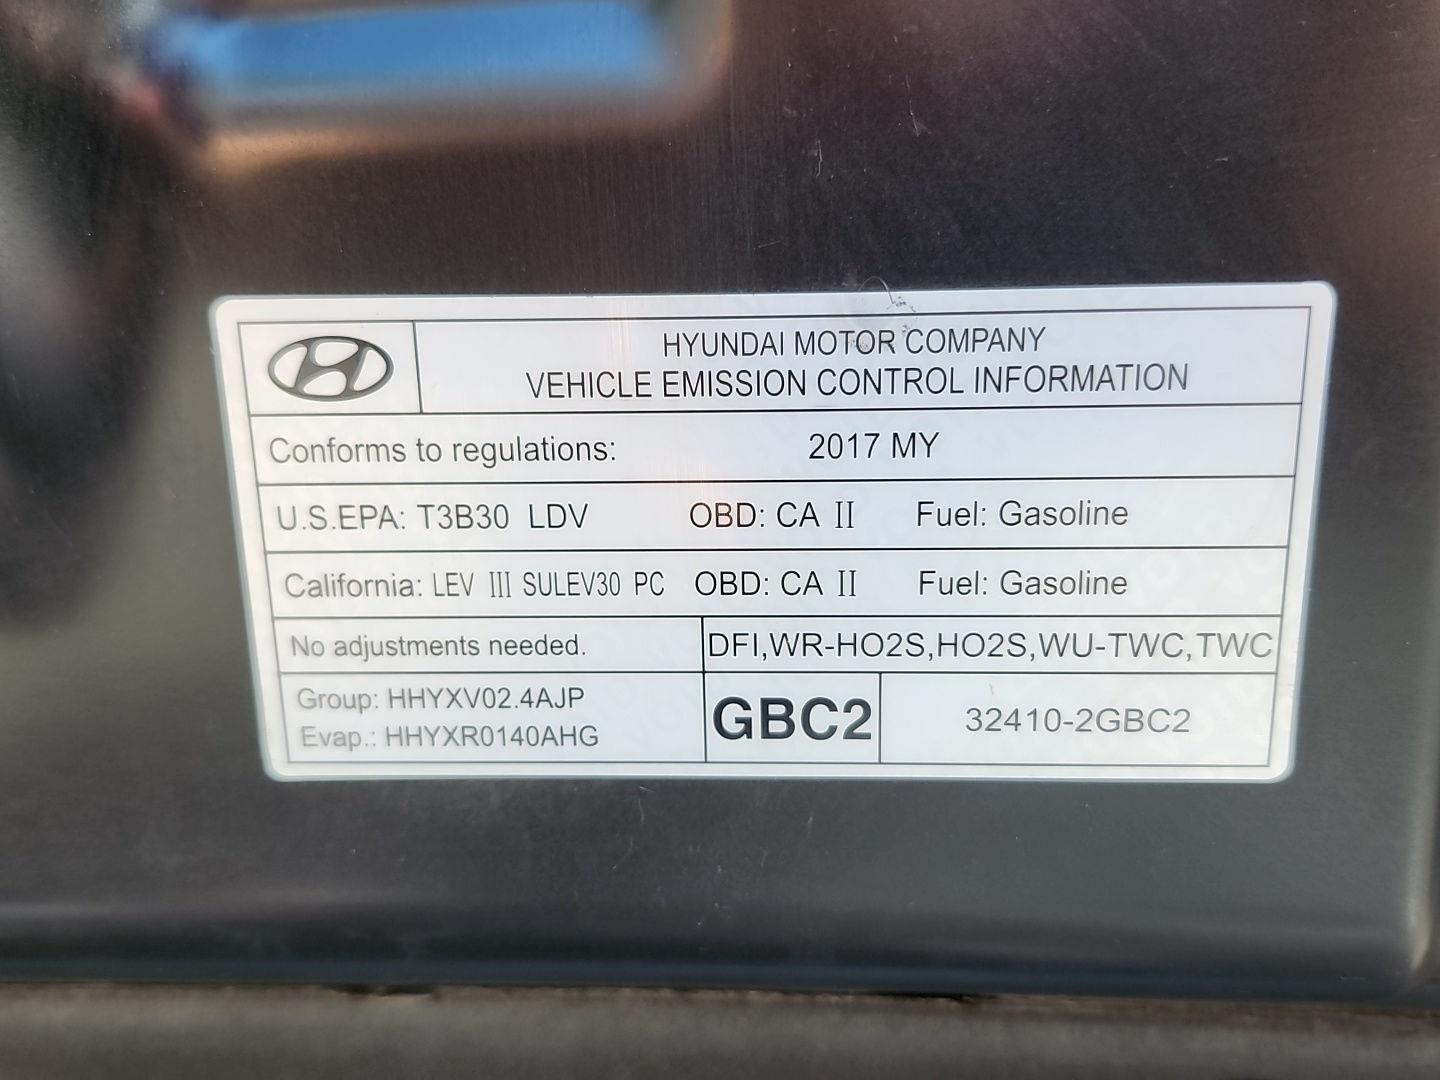 HYUNDAI MOTOR COMPANY
VEHICLE EMISSION CONTROL INFORMATION
Conforms to regulations: 2017 MY
U.S.EPA: T3B30 LDV OBD: CA II Fuel: Gasoline
California: LEV III SULEV30 PC OBD: CA II Fuel: Gasoline
No adjustments needed. DFI,WR-HO2S,HO2S,WU-TWC,TWC
Group: HHYXV02.4AJP
Evap.: HHYXR0140AHG
GBC2 32410-2GBC2